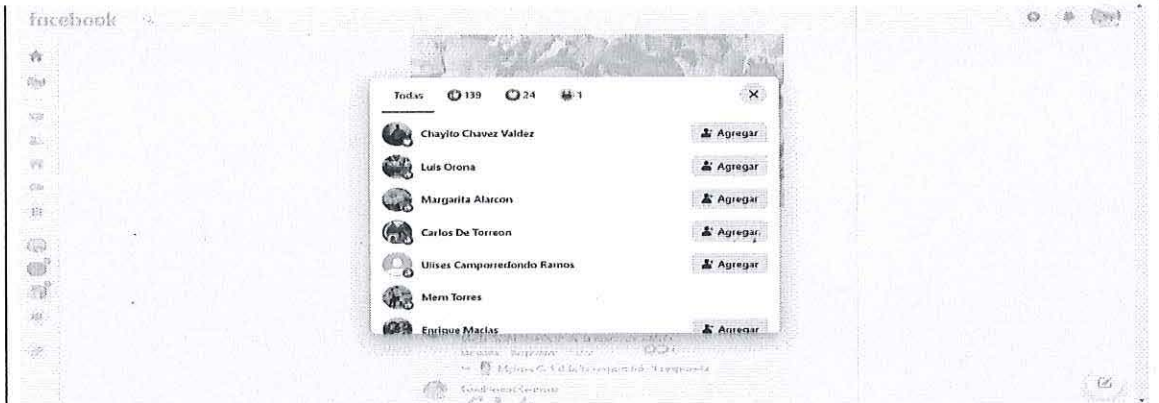 facebook
Todas 139 24 1
Chayito Chavez Valdez Agregar
Luis Orona Agregar
Margarita Alarcon Agregar
Carlos De Torreon Agregar
Ulises Camporredondo Ramos Agregar
Mem Torres
Enrique Macias Agregar